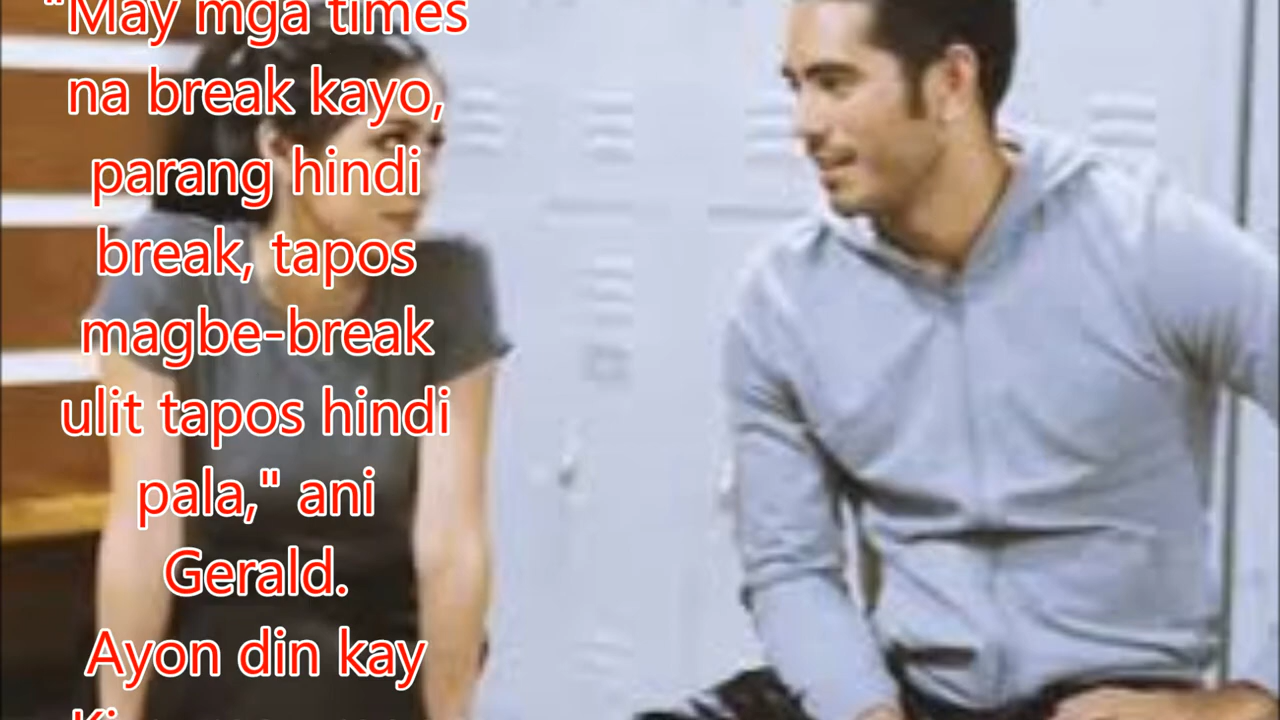 "May mga times
na break kayo,
parang hindi
break, tapos
magbe-break
ulit tapos hindi
pala," ani
Gerald.
Ayon din kay